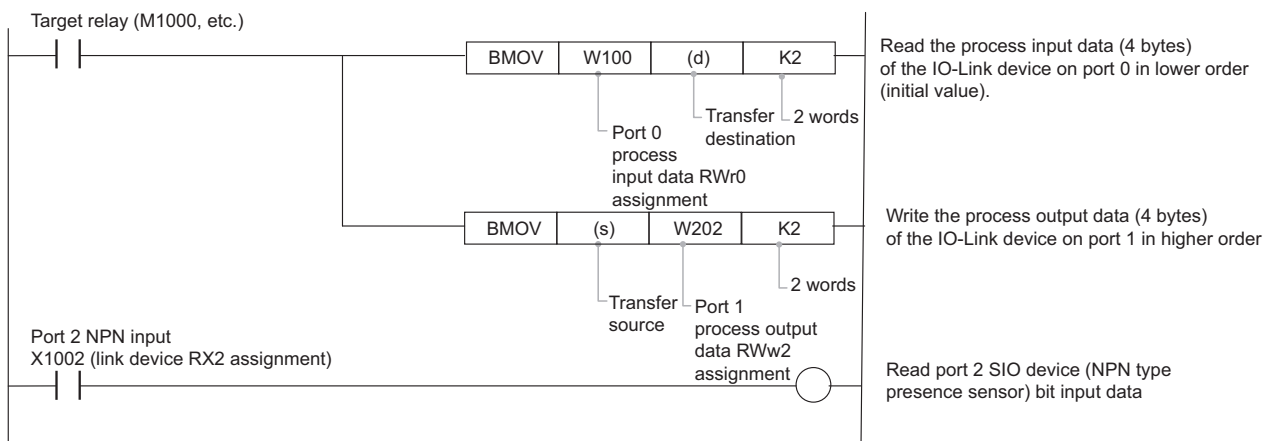 Target relay (M1000, etc.)
BMOV W100 (d) K2
Read the process input data (4 bytes)
of the IO-Link device on port 0 in lower order
(initial value).
Port 0
process
input data RWr0
assignment
Transfer
destination
2 words
BMOV (s) W202 K2
Write the process output data (4 bytes)
of the IO-Link device on port 1 in higher order
Transfer
source
Port 1
process output
data RWw2
assignment
2 words
Port 2 NPN input
X1002 (link device RX2 assignment)
Read port 2 SIO device (NPN type
presence sensor) bit input data